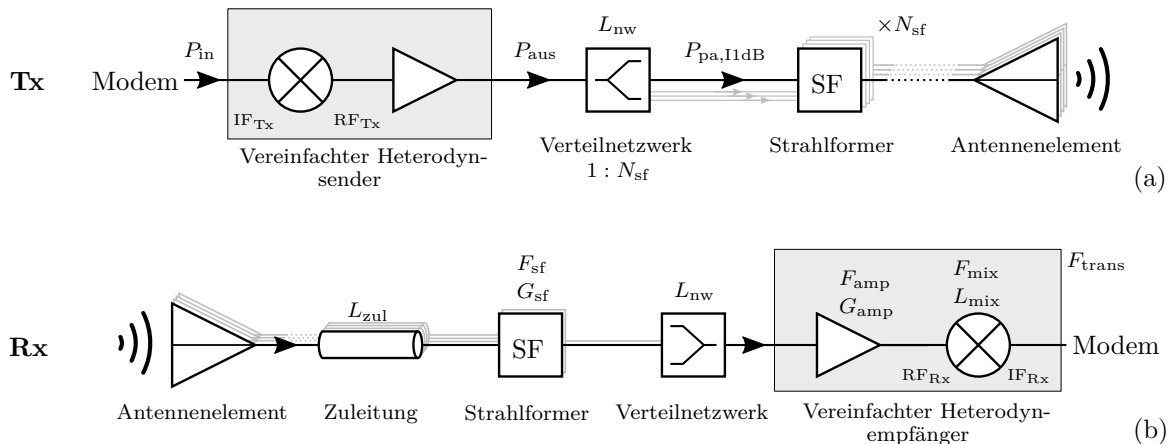 L_nw
×N_sf
P_in
P_aus
P_pa,I1dB
Tx
Modem
SF
IF_Tx
RF_Tx
Vereinfachter Heterodyn-
sender
Verteilnetzwerk
1 : N_sf
Strahlformer
Antennenelement
(a)
F_sf
G_sf
L_nw
L_zul
F_amp
G_amp
F_mix
L_mix
F_trans
Rx
SF
Modem
RF_Rx
IF_Rx
Antennenelement
Zuleitung
Strahlformer
Verteilnetzwerk
Vereinfachter Heterodyn-
empfänger
(b)